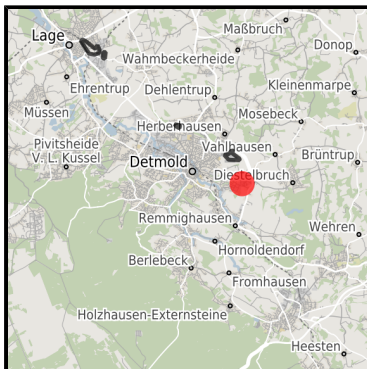 Maßbruch
Lage
Donop
Wahmbeckerheide
Ehrentrup
Dehlentrup
Kleinenmarpe
Müssen
Mosebeck
Herberhausen
Pivitsheide
V. L. Kussel
Vahlhausen
Brüntrup
Detmold
Diestelbruch
Remmighausen
Wehren
Hornoldendorf
Berlebeck
Fromhausen
Holzhausen-Externsteine
Heesten